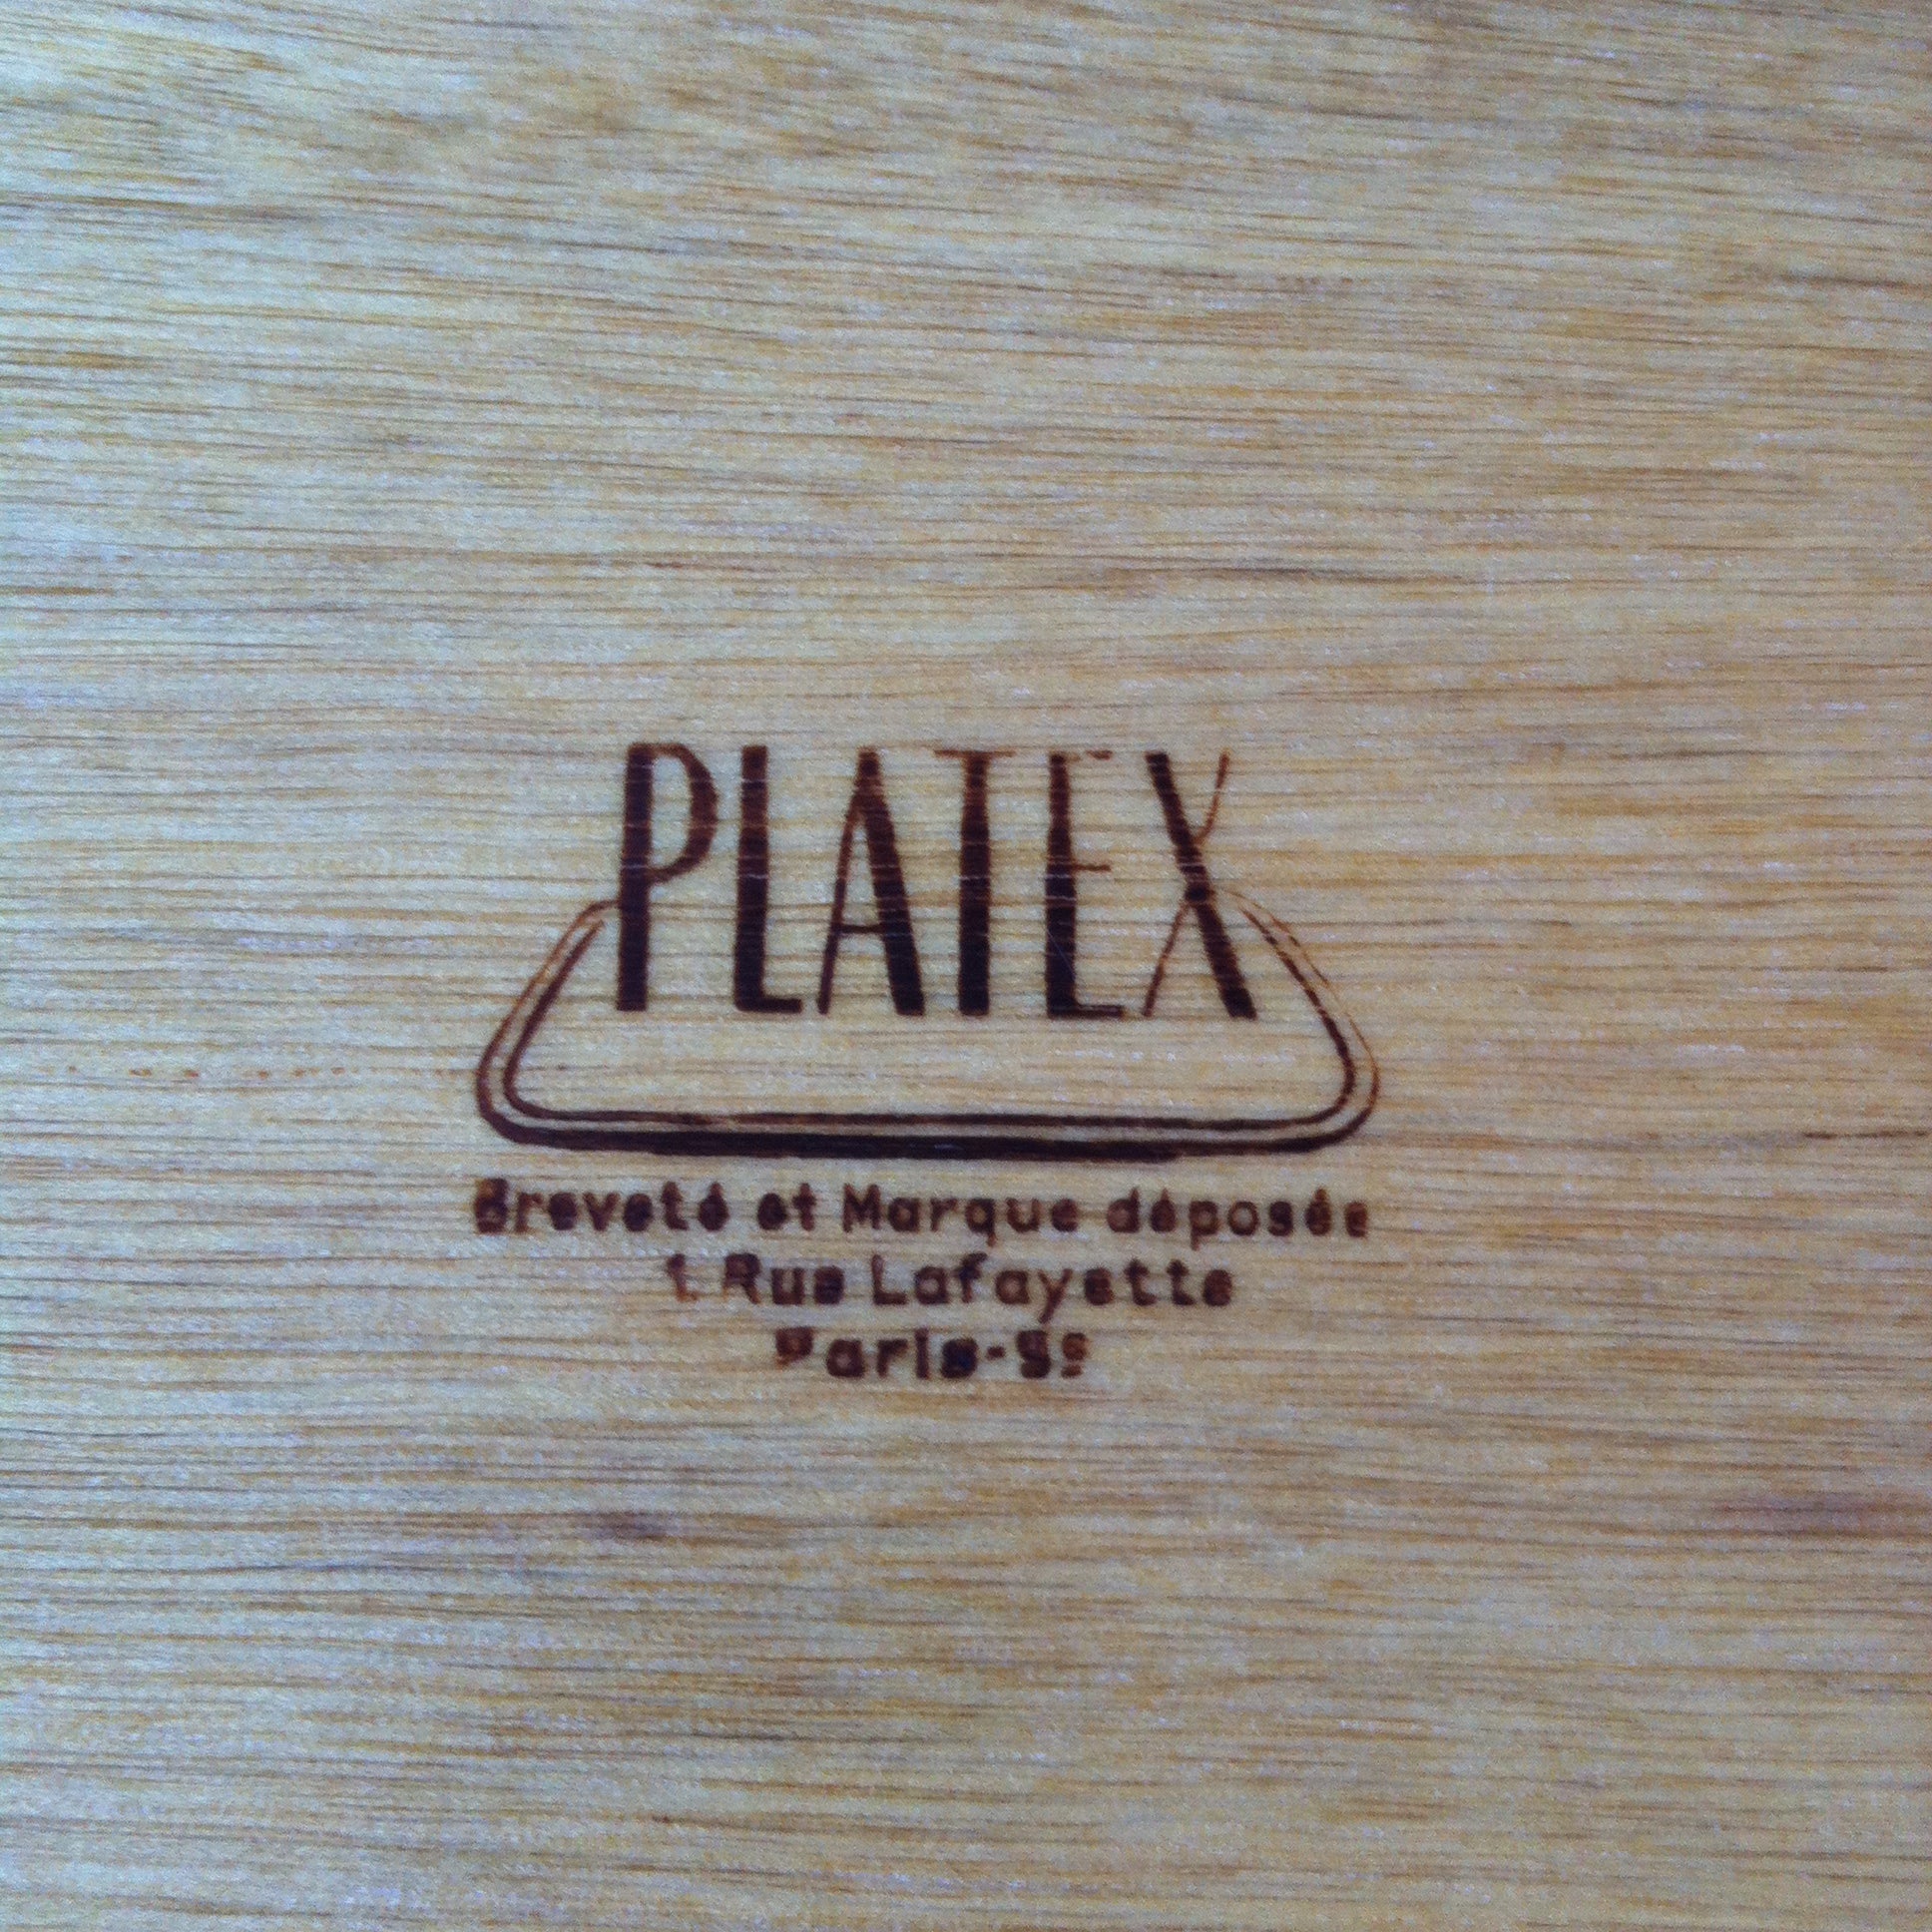 PLATEX
Breveté et Marque déposée
1. Rue Lafayette
Paris-9e